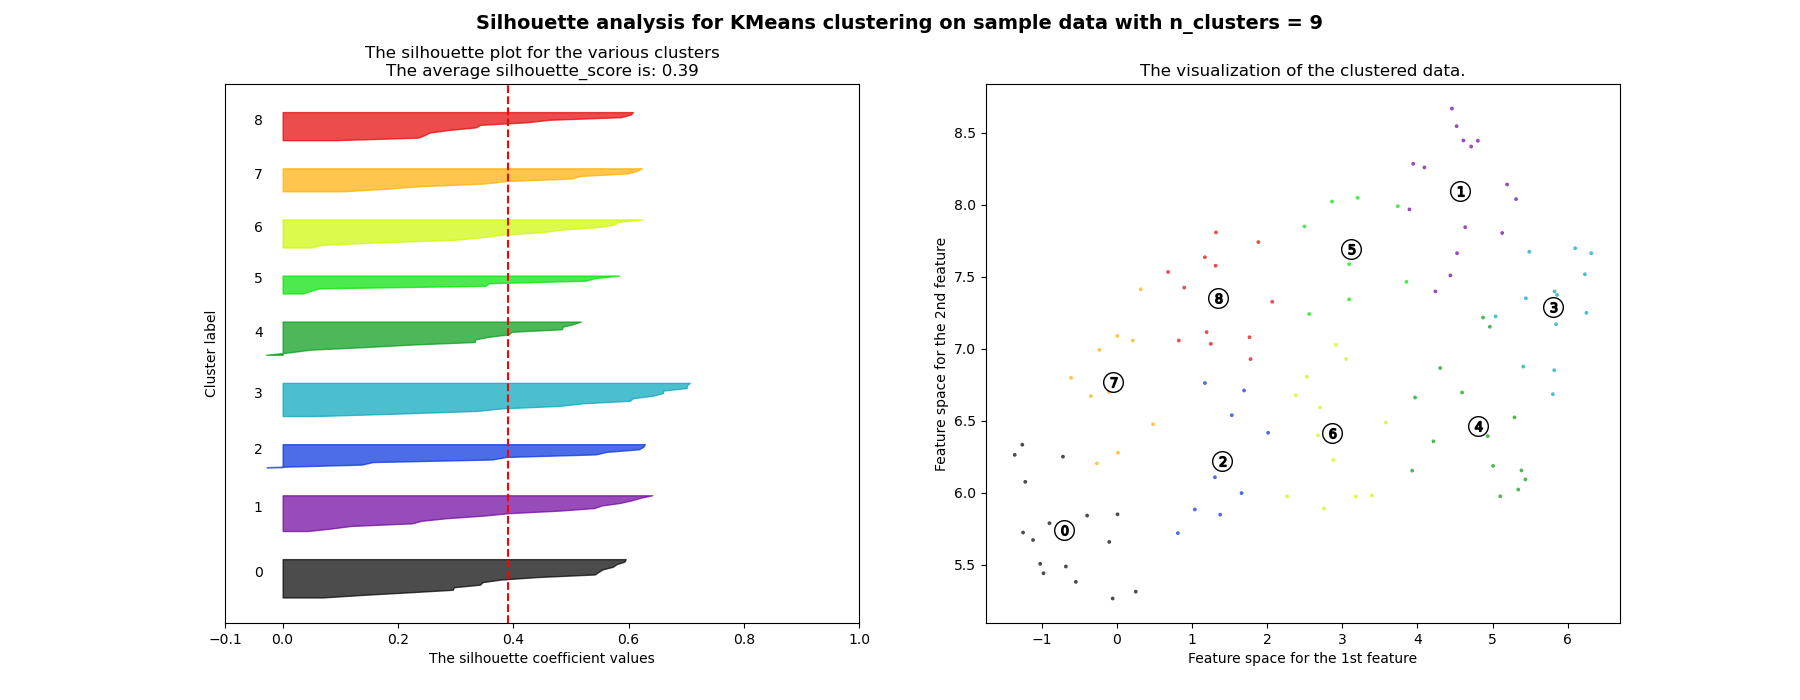 Silhouette analysis for KMeans clustering on sample data with n_clusters = 9
The silhouette plot for the various clusters
The average silhouette_score is: 0.39
8
7
6
5
4
3
2
1
0
Cluster label
−0.1 0.0 0.2 0.4 0.6 0.8 1.0
The silhouette coefficient values
The visualization of the clustered data.
8.5
8.0
7.5
7.0
6.5
6.0
5.5
Feature space for the 2nd feature
1
5
8
3
7
4
6
2
0
−1 0 1 2 3 4 5 6
Feature space for the 1st feature